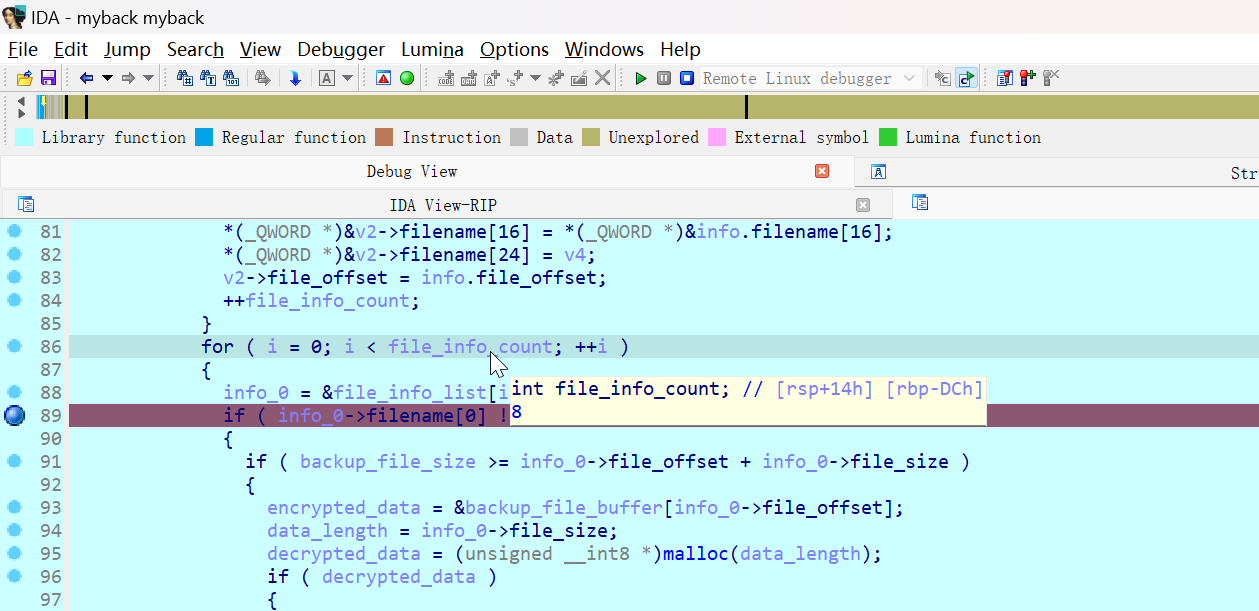 IDA - myback myback
File Edit Jump Search View Debugger Lumina Options Windows Help
Remote Linux debugger
Library function Regular function Instruction Data Unexplored External symbol Lumina function
Debug View
IDA View-RIP
81 *(_QWORD *)&v2->filename[16] = *(_QWORD *)&info.filename[16];
82 *(_QWORD *)&v2->filename[24] = v4;
83 v2->file_offset = info.file_offset;
84 ++file_info_count;
85 }
86 for ( i = 0; i < file_info_count; ++i )
87 {
88 info_0 = &file_info_list[i
int file_info_count; // [rsp+14h] [rbp-DCh]
89 if ( info_0->filename[0] !
8
90 {
91 if ( backup_file_size >= info_0->file_offset + info_0->file_size )
92 {
93 encrypted_data = &backup_file_buffer[info_0->file_offset];
94 data_length = info_0->file_size;
95 decrypted_data = (unsigned __int8 *)malloc(data_length);
96 if ( decrypted_data )
97 {